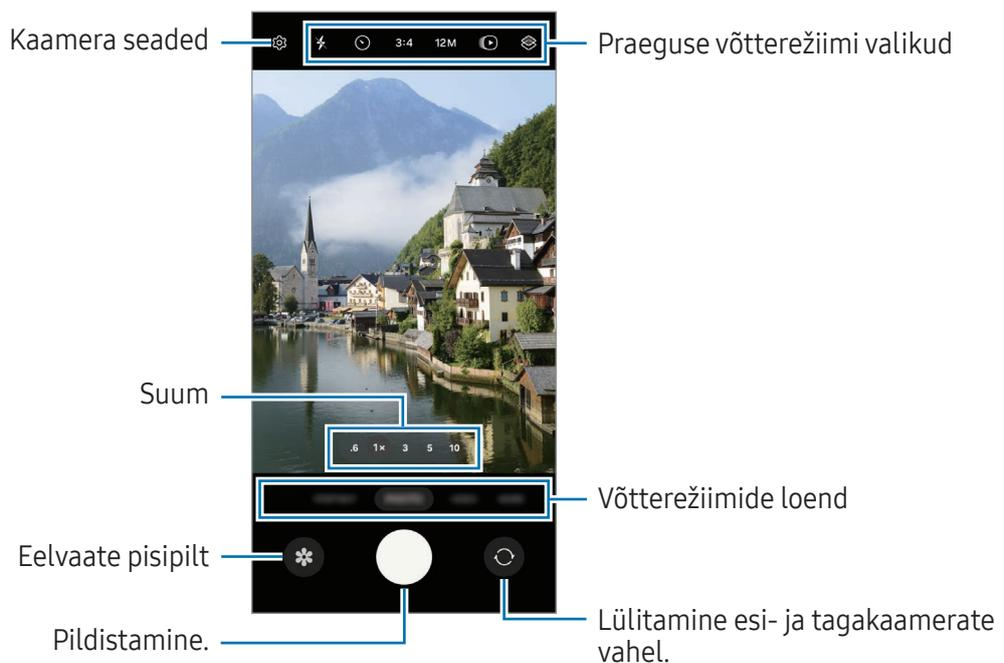 Kaamera seaded
3:4
12M
Praeguse võtterežiimi valikud
Suum
.6 1× 3 5 10
Võtterežiimide loend
Eelvaate pisipilt
Pildistamine.
Lülitamine esi- ja tagakaamerate
vahel.